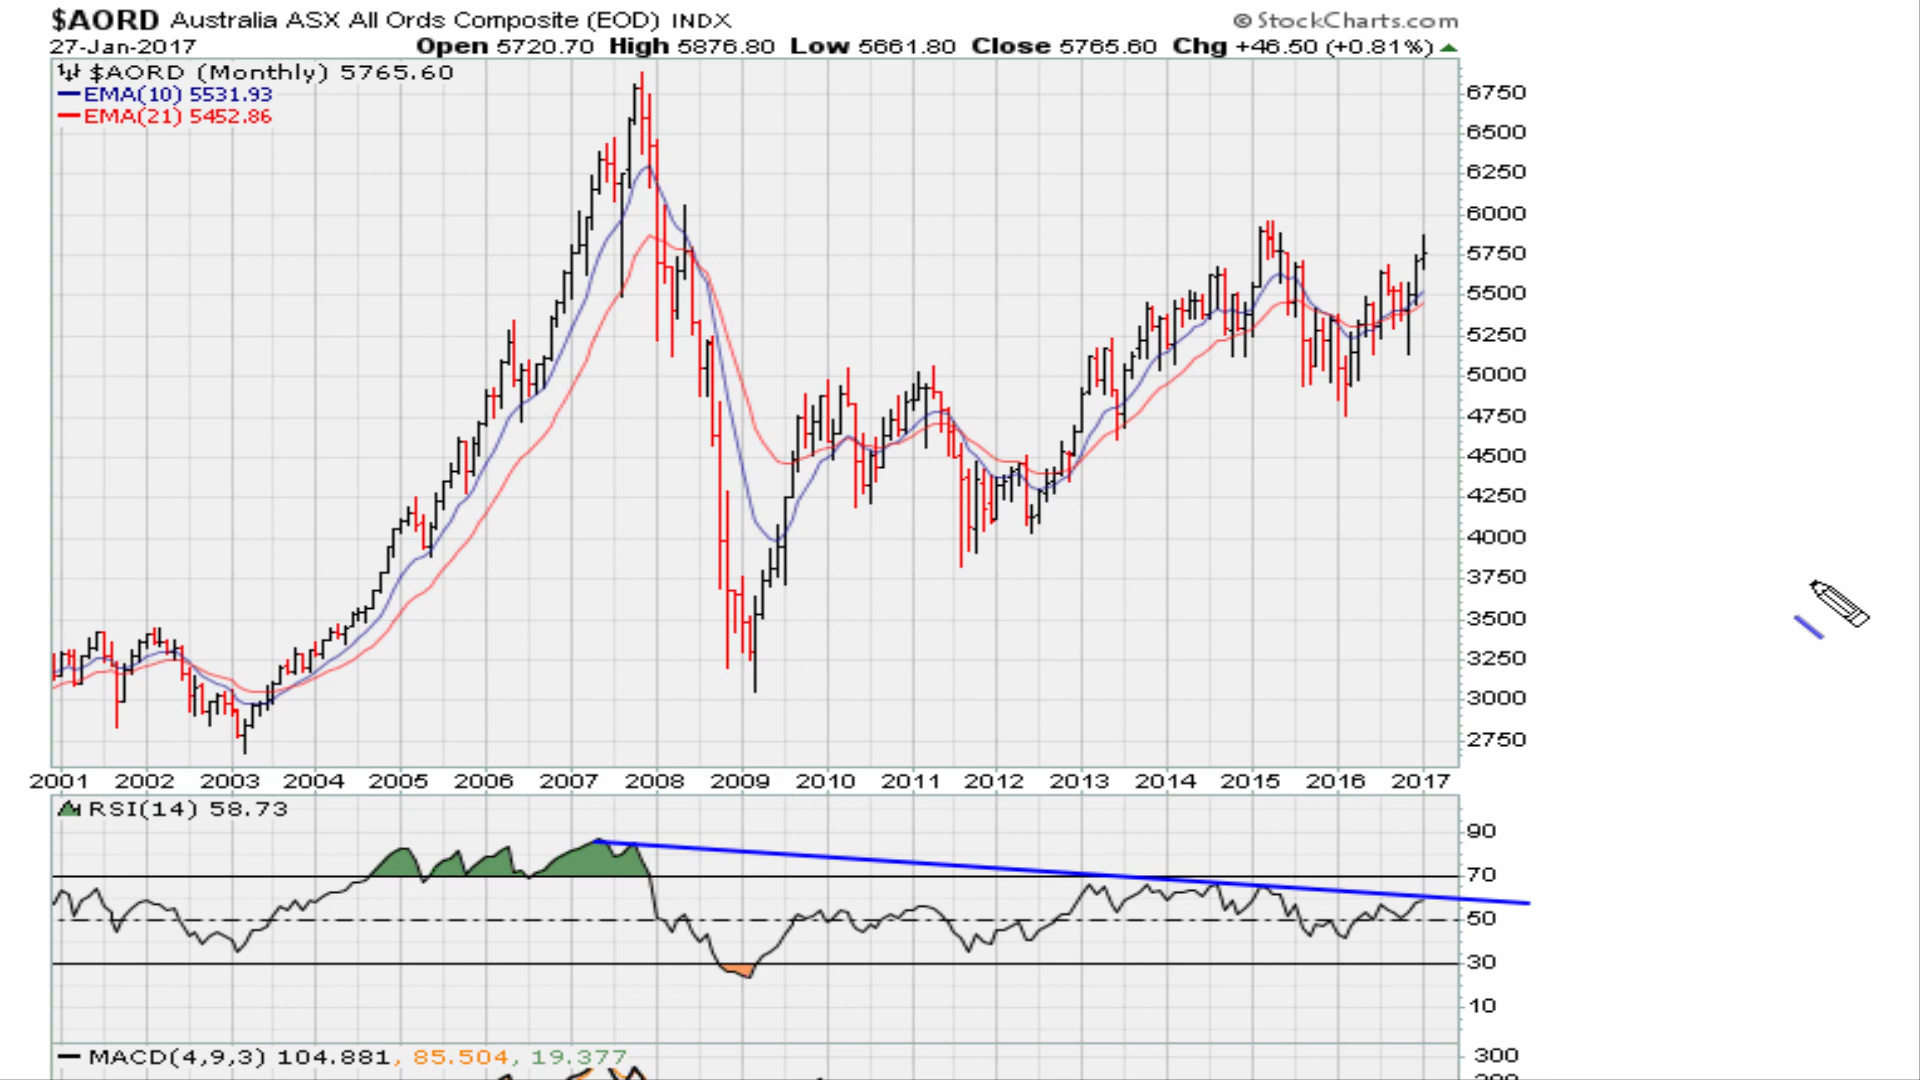 $AORD Australia ASX All Ords Composite (EOD) INDX © StockCharts.com
27-Jan-2017 Open 5720.70 High 5876.80 Low 5661.80 Close 5765.60 Chg +46.50 (+0.81%)
$AORD (Monthly) 5765.60
EMA(10) 5531.93
EMA(21) 5452.86
6750
6500
6250
6000
5750
5500
5250
5000
4750
4500
4250
4000
3750
3500
3250
3000
2750
2001 2002 2003 2004 2005 2006 2007 2008 2009 2010 2011 2012 2013 2014 2015 2016 2017
RSI(14) 58.73
90
70
50
30
10
MACD(4,9,3) 104.881, 85.504, 19.377
300